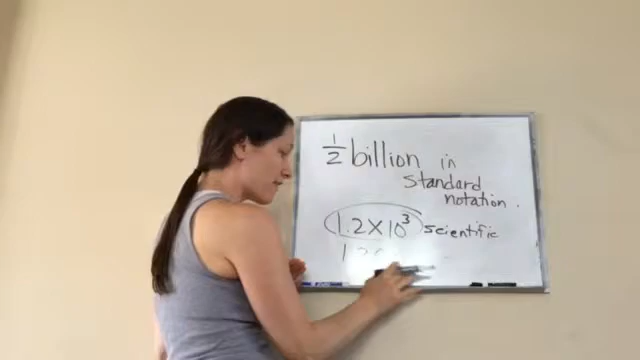 1/2 billion in
standard
notation.
1.2 X 10³ scientific